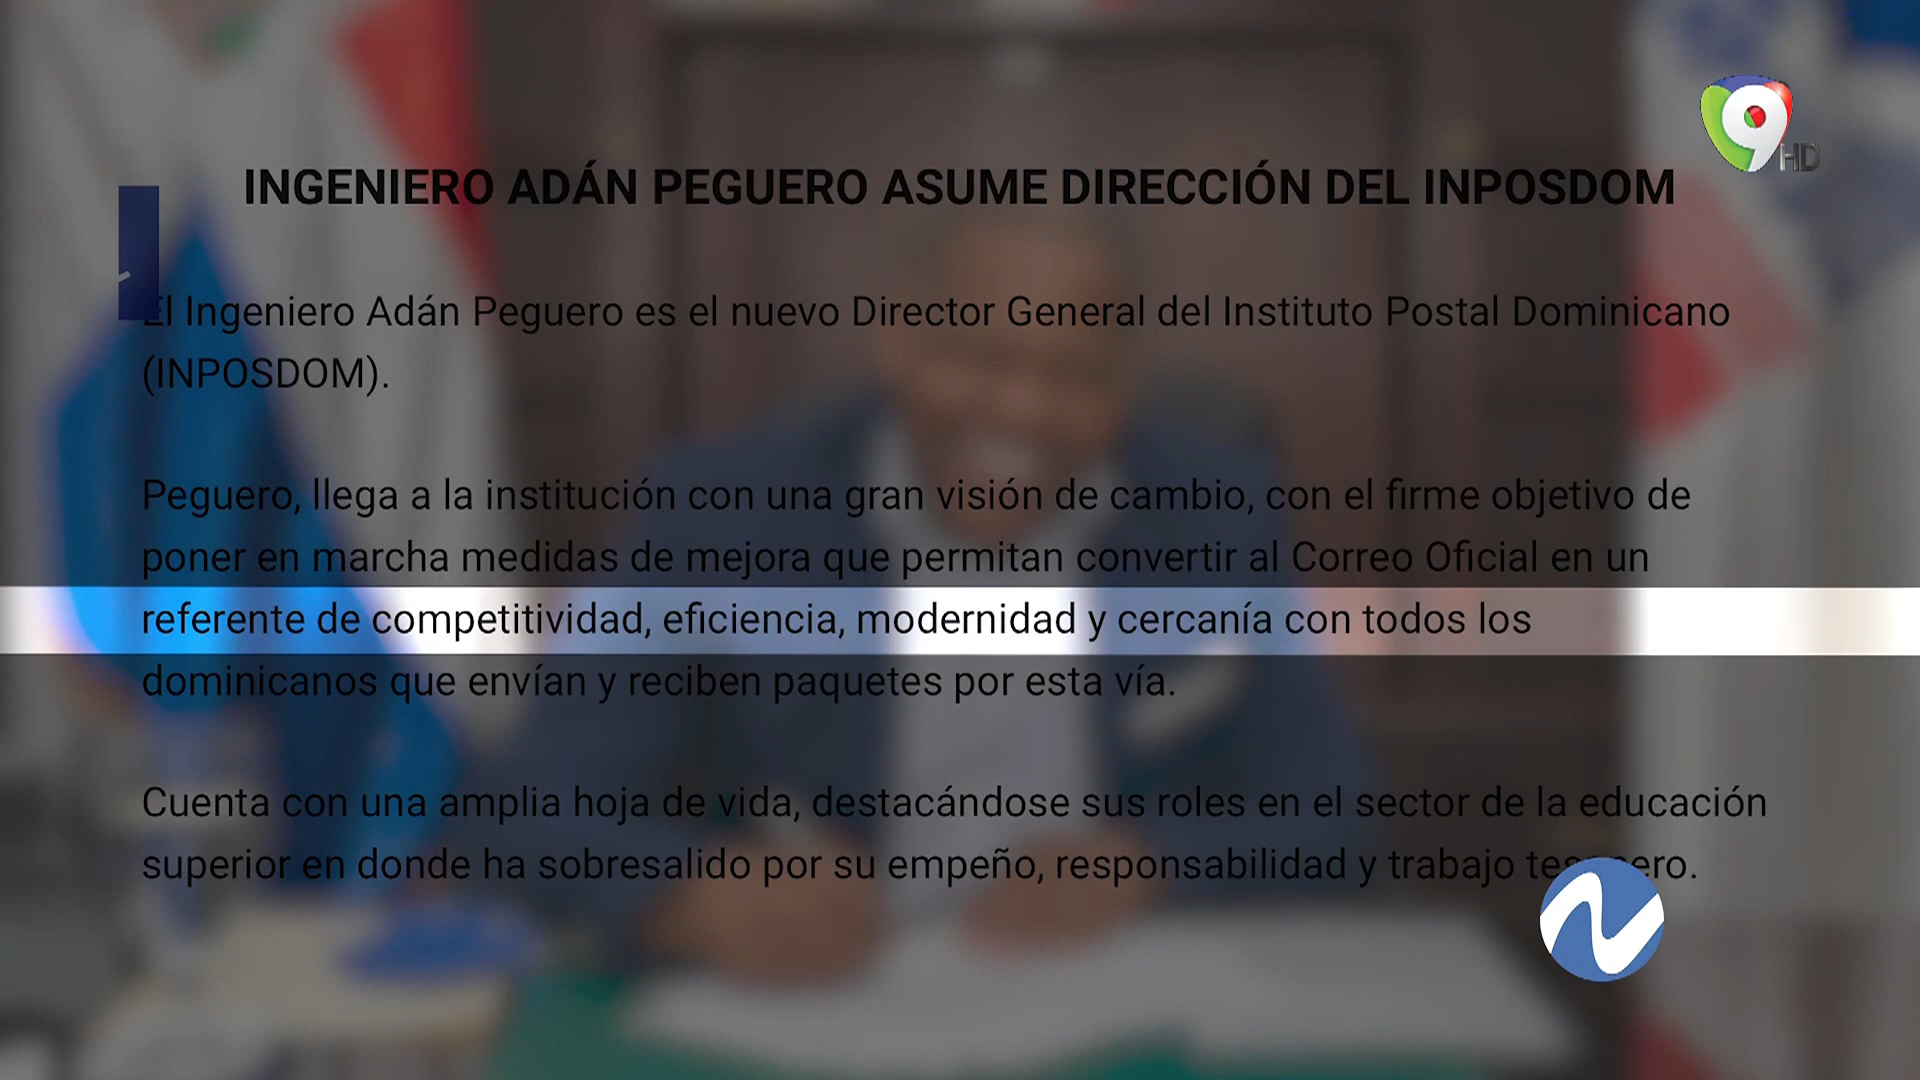 9
HD
INGENIERO ADÁN PEGUERO ASUME DIRECCIÓN DEL INPOSDOM
El Ingeniero Adán Peguero es el nuevo Director General del Instituto Postal Dominicano
(INPOSDOM).
Peguero, llega a la institución con una gran visión de cambio, con el firme objetivo de
poner en marcha medidas de mejora que permitan convertir al Correo Oficial en un
referente de competitividad, eficiencia, modernidad y cercanía con todos los
dominicanos que envían y reciben paquetes por esta vía.
Cuenta con una amplia hoja de vida, destacándose sus roles en el sector de la educación
superior en donde ha sobresalido por su empeño, responsabilidad y trabajo
N